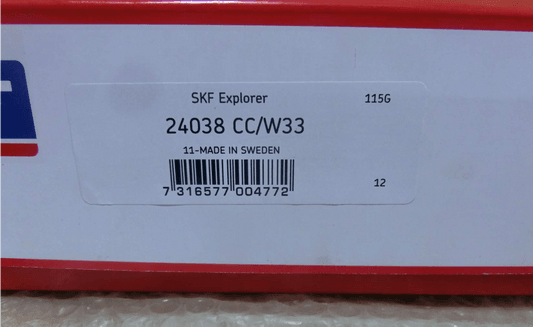 SKF Explorer 115G
24038 CC/W33
11-MADE IN SWEDEN
7 316577 004772
12